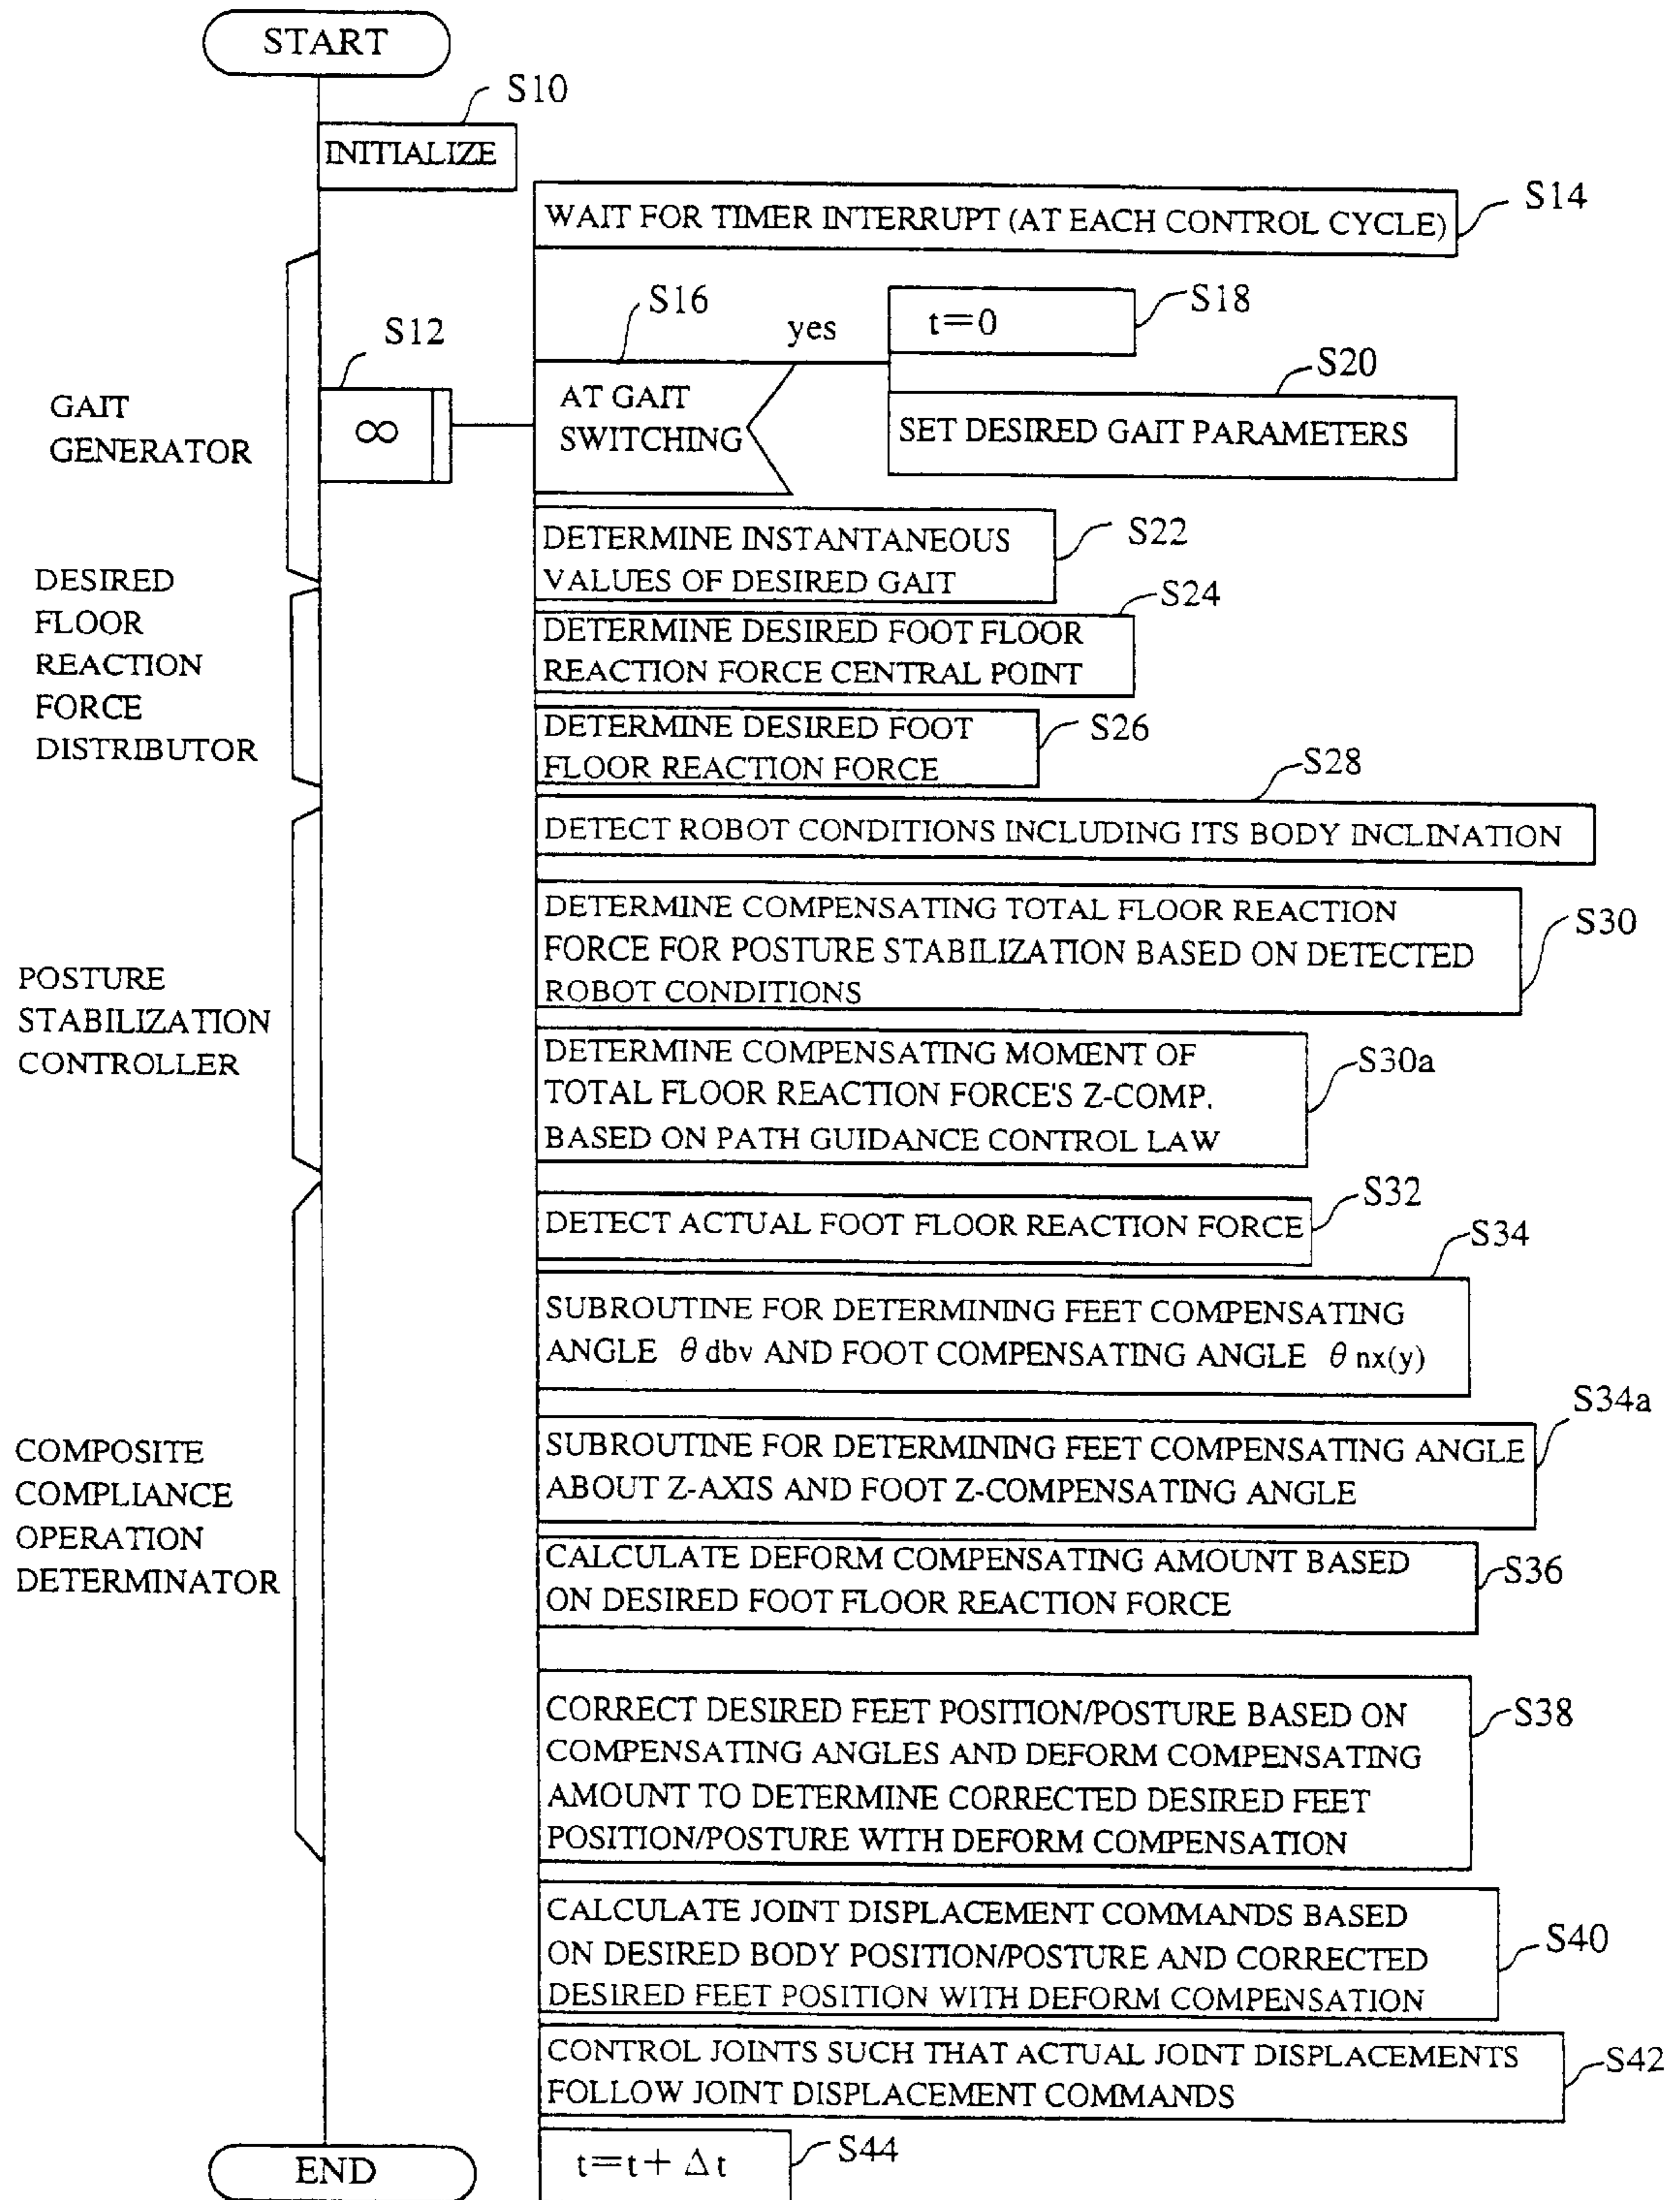 START
S10
INITIALIZE
WAIT FOR TIMER INTERRUPT (AT EACH CONTROL CYCLE)
S14
S12
∞
GAIT
GENERATOR
S16
AT GAIT
SWITCHING
yes
t=0
S18
S20
SET DESIRED GAIT PARAMETERS
DETERMINE INSTANTANEOUS
VALUES OF DESIRED GAIT
S22
DESIRED
FLOOR
REACTION
FORCE
DISTRIBUTOR
S24
DETERMINE DESIRED FOOT FLOOR
REACTION FORCE CENTRAL POINT
DETERMINE DESIRED FOOT
FLOOR REACTION FORCE
S26
S28
DETECT ROBOT CONDITIONS INCLUDING ITS BODY INCLINATION
POSTURE
STABILIZATION
CONTROLLER
DETERMINE COMPENSATING TOTAL FLOOR REACTION
FORCE FOR POSTURE STABILIZATION BASED ON DETECTED
ROBOT CONDITIONS
S30
DETERMINE COMPENSATING MOMENT OF
TOTAL FLOOR REACTION FORCE'S Z-COMP.
BASED ON PATH GUIDANCE CONTROL LAW
S30a
DETECT ACTUAL FOOT FLOOR REACTION FORCE
S32
S34
SUBROUTINE FOR DETERMINING FEET COMPENSATING
ANGLE θ dbv AND FOOT COMPENSATING ANGLE θ nx(y)
COMPOSITE
COMPLIANCE
OPERATION
DETERMINATOR
S34a
SUBROUTINE FOR DETERMINING FEET COMPENSATING ANGLE
ABOUT Z-AXIS AND FOOT Z-COMPENSATING ANGLE
CALCULATE DEFORM COMPENSATING AMOUNT BASED
ON DESIRED FOOT FLOOR REACTION FORCE
S36
CORRECT DESIRED FEET POSITION/POSTURE BASED ON
COMPENSATING ANGLES AND DEFORM COMPENSATING
AMOUNT TO DETERMINE CORRECTED DESIRED FEET
POSITION/POSTURE WITH DEFORM COMPENSATION
S38
CALCULATE JOINT DISPLACEMENT COMMANDS BASED
ON DESIRED BODY POSITION/POSTURE AND CORRECTED
DESIRED FEET POSITION WITH DEFORM COMPENSATION
S40
CONTROL JOINTS SUCH THAT ACTUAL JOINT DISPLACEMENTS
FOLLOW JOINT DISPLACEMENT COMMANDS
S42
t=t+ Δt
S44
END